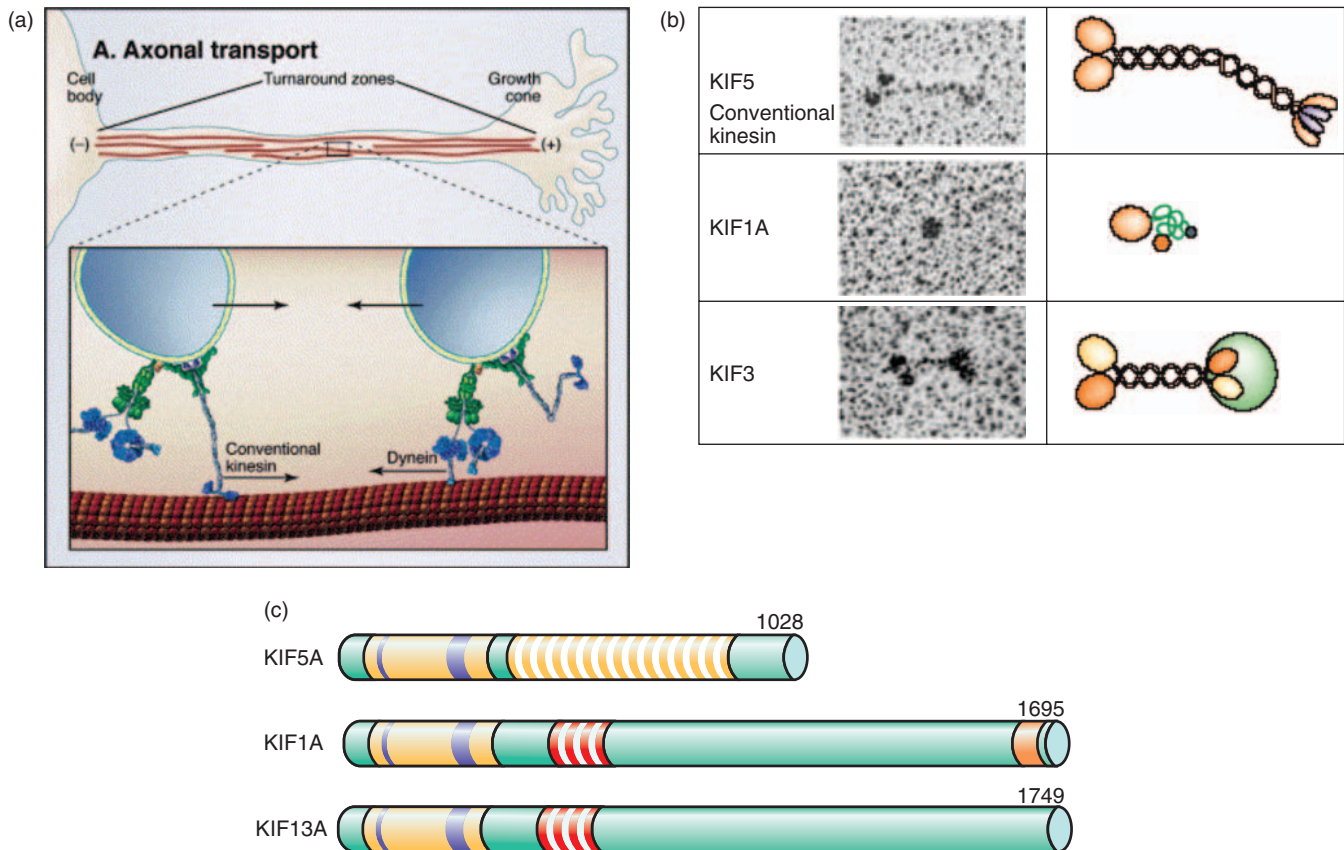 (a)
A. Axonal transport
Cell body
Turnaround zones
Growth cone
(–)
(+)
Conventional kinesin
Dynein
(b)
KIF5
Conventional
kinesin
KIF1A
KIF3
(c)
1028
KIF5A
1695
KIF1A
1749
KIF13A